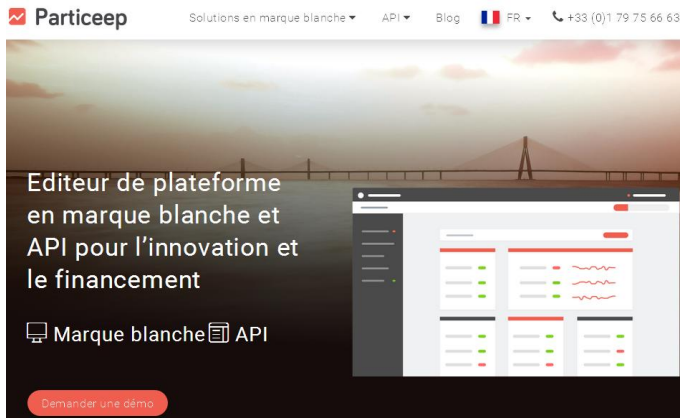 Particeep
Solutions en marque blanche
API
Blog
FR
+33 (0)1 79 75 66 63
Editeur de plateforme
en marque blanche et
API pour l'innovation et
le financement
Marque blanche API
Demander une démo